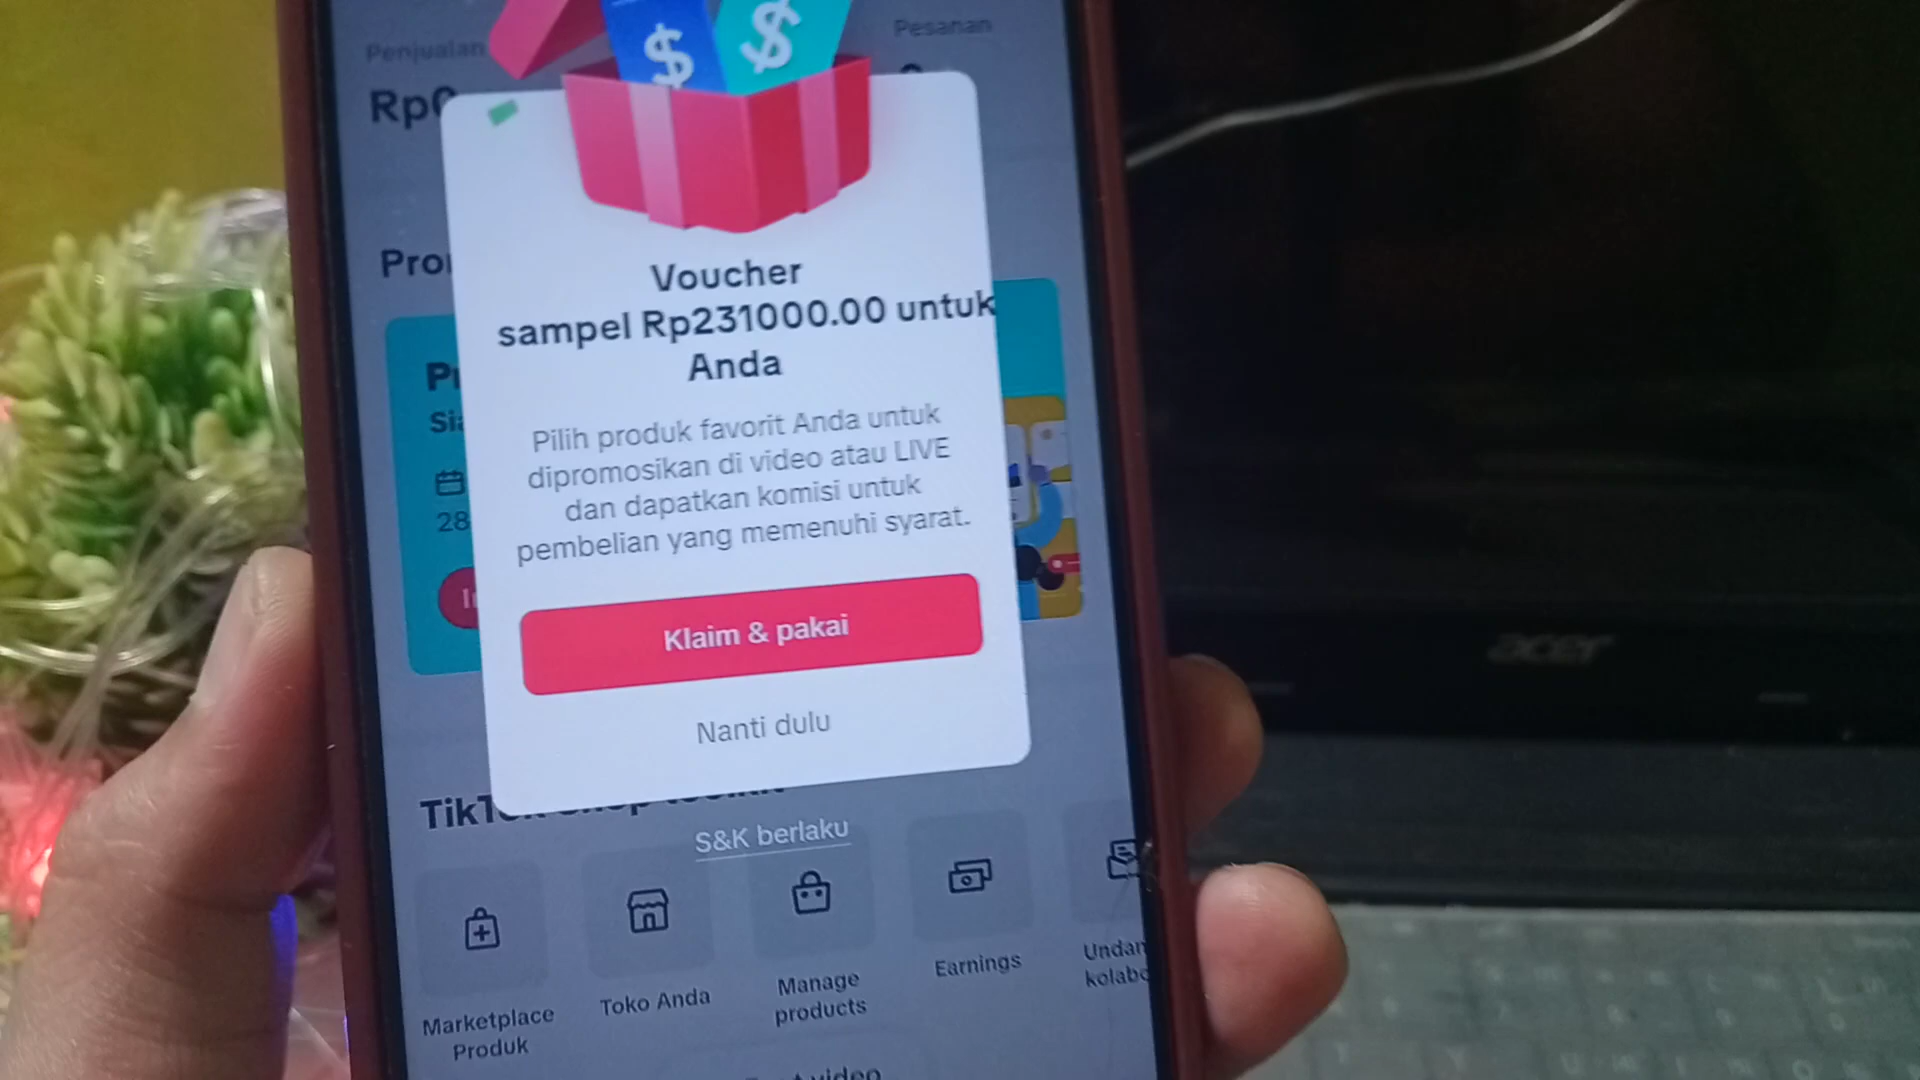 Penjualan
Pesanan
$
$
Voucher
sampel Rp231000.00 untuk
Anda
Pilih produk favorit Anda untuk
dipromosikan di video atau LIVE
dan dapatkan komisi untuk
pembelian yang memenuhi syarat.
28
Klaim & pakai
Nanti dulu
S&K berlaku
Marketplace
Produk
Toko Anda
Manage
products
Earnings
acer